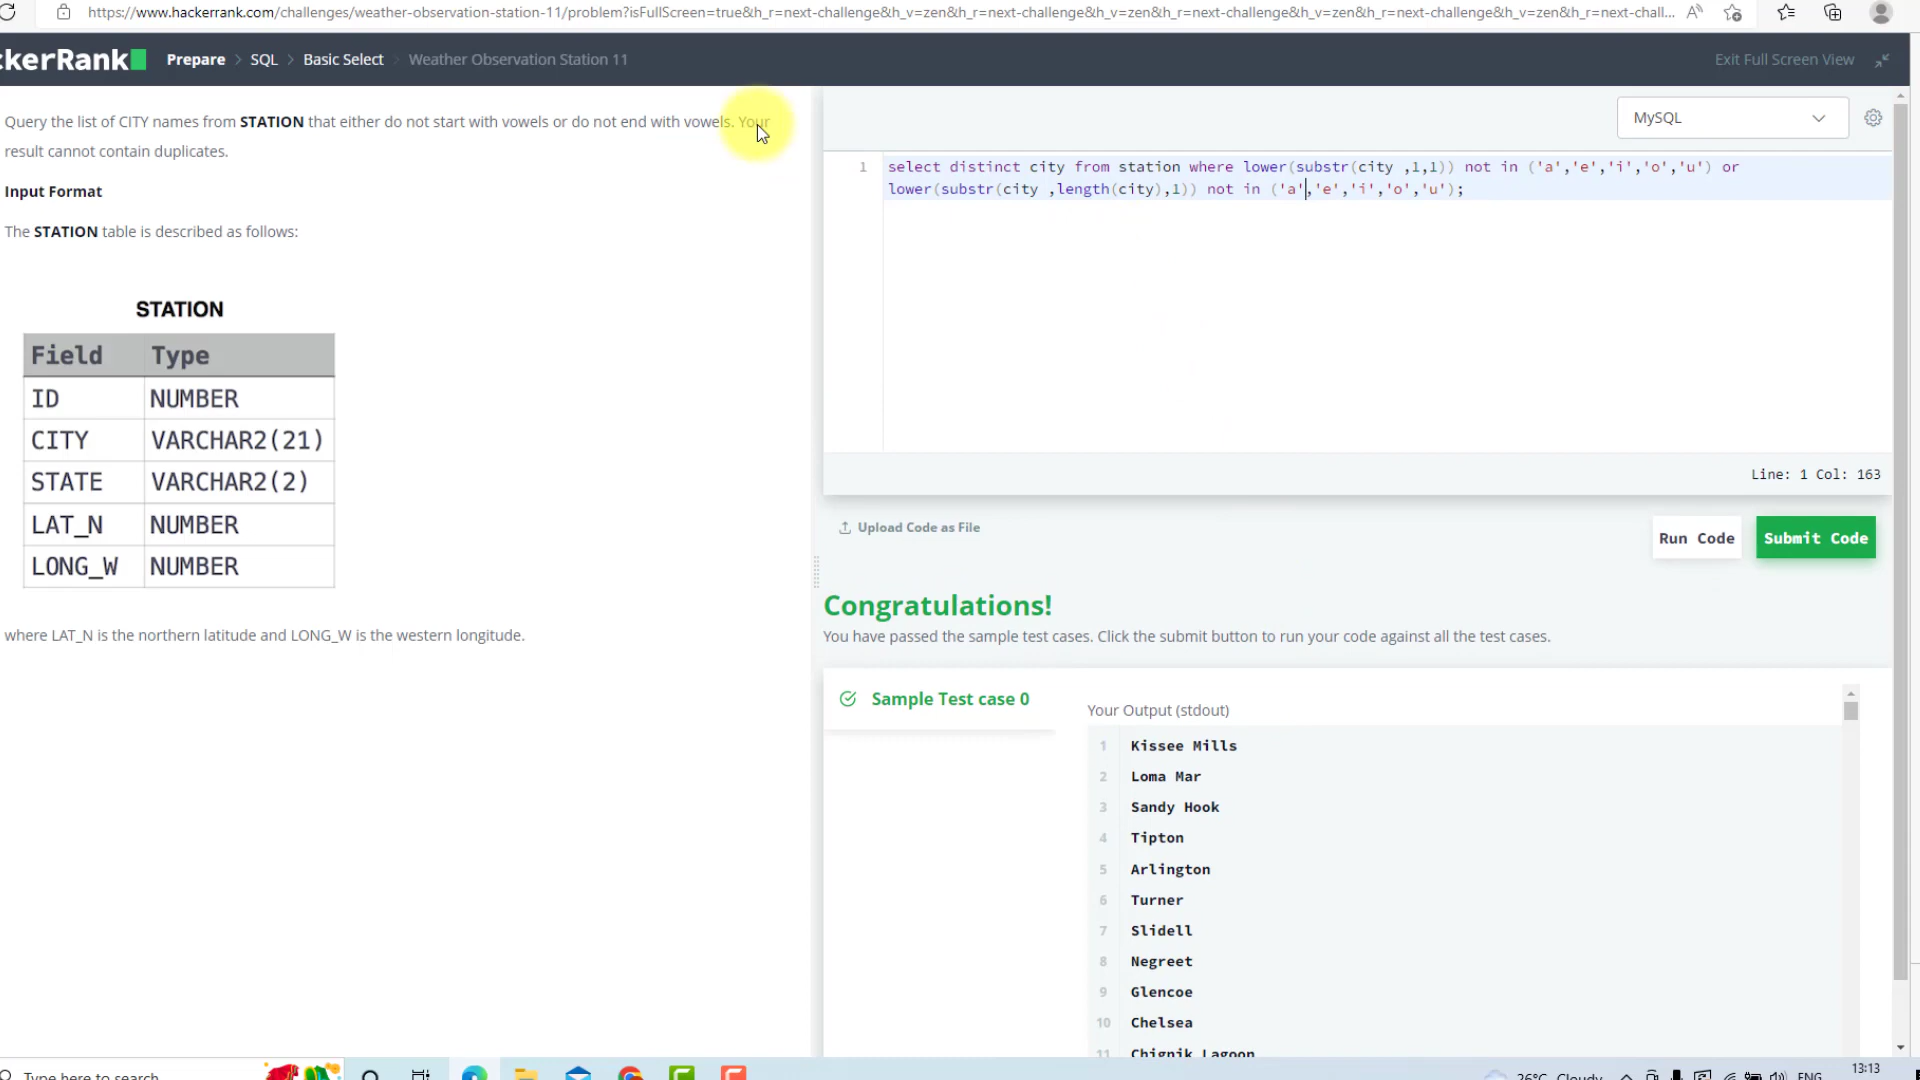 https://www.hackerrank.com/challenges/weather-observation-station-11/problem?isFullScreen=true&h_r=next-challenge&h_v=zen&h_r=next-challenge&h_v=zen&h_r=next-challenge&h_v=zen&h_r=next-challenge&h_v=zen&h_r=next-chall...
ckerRank
Prepare > SQL > Basic Select > Weather Observation Station 11
Exit Full Screen View
Query the list of CITY names from STATION that either do not start with vowels or do not end with vowels. Your
result cannot contain duplicates.
Input Format
The STATION table is described as follows:
STATION
Field Type
ID NUMBER
CITY VARCHAR2(21)
STATE VARCHAR2(2)
LAT_N NUMBER
LONG_W NUMBER
where LAT_N is the northern latitude and LONG_W is the western longitude.
MySQL
1 select distinct city from station where lower(substr(city ,1,1)) not in ('a','e','i','o','u') or
lower(substr(city ,length(city),1)) not in ('a','e','i','o','u');
Line: 1 Col: 163
Upload Code as File
Run Code
Submit Code
Congratulations!
You have passed the sample test cases. Click the submit button to run your code against all the test cases.
Sample Test case 0
Your Output (stdout)
1 Kissee Mills
2 Loma Mar
3 Sandy Hook
4 Tipton
5 Arlington
6 Turner
7 Slidell
8 Negreet
9 Glencoe
10 Chelsea
11 Chignik Lagoon
Type here to search
26°C Cloudy
ENG
13:13